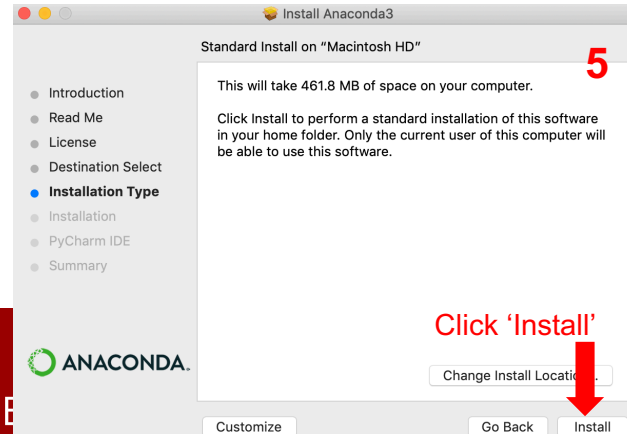 Install Anaconda3
Standard Install on "Macintosh HD"
5
Introduction
Read Me
License
Destination Select
Installation Type
Installation
PyCharm IDE
Summary
This will take 461.8 MB of space on your computer.
Click Install to perform a standard installation of this software
in your home folder. Only the current user of this computer will
be able to use this software.
Click ‘Install’
ANACONDA.
Change Install
Customize
Go Back
Install